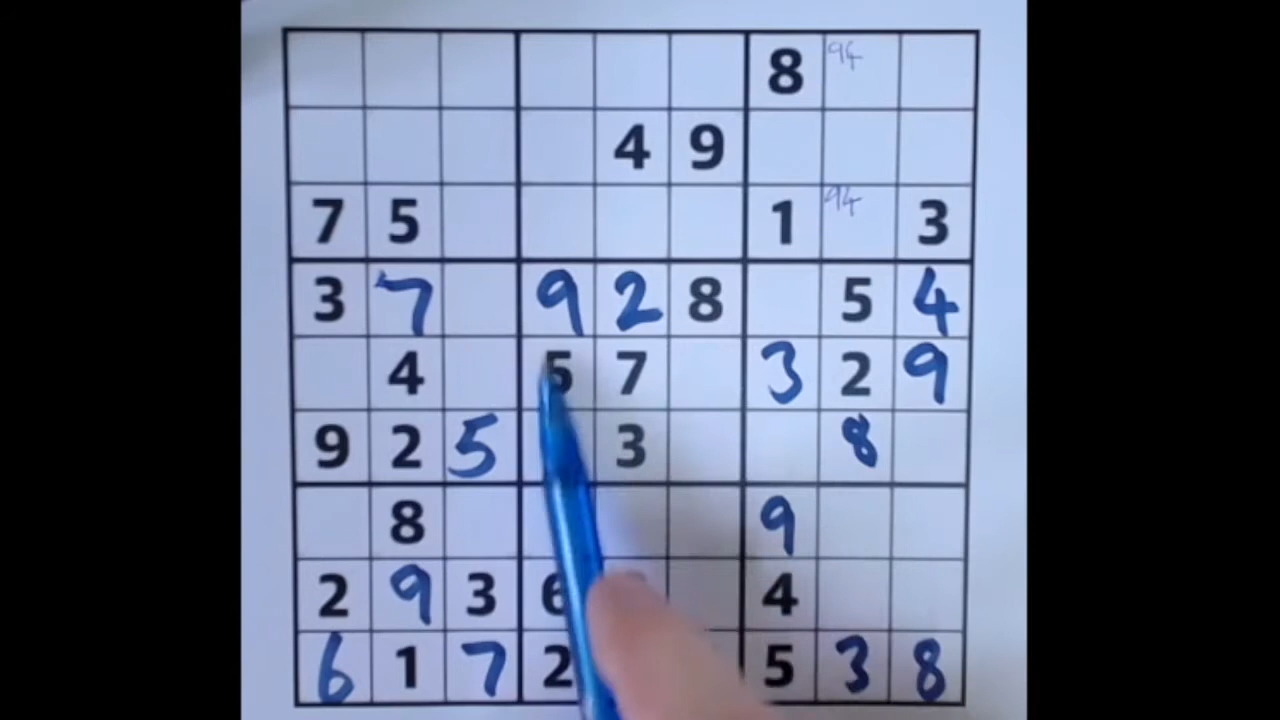 8 94
4 9
7 5 1 94 3
3 7 9 2 8 5 4
4 5 7 3 2 9
9 2 5 3 8
8 9
2 9 3 6 4
6 1 7 2 5 3 8